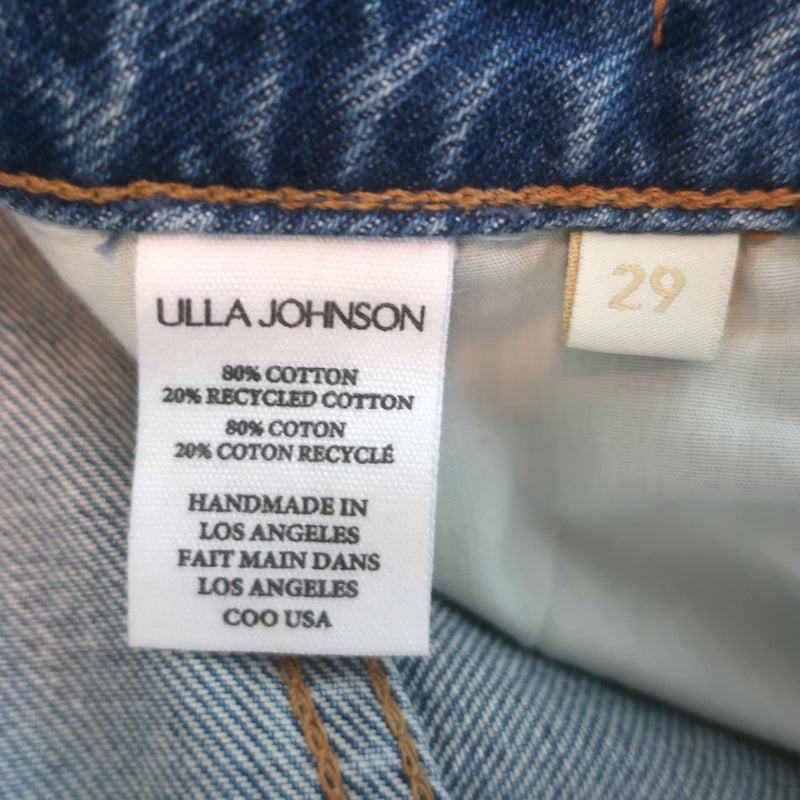 ULLA JOHNSON
80% COTTON
20% RECYCLED COTTON
80% COTON
20% COTON RECYCLÉ
HANDMADE IN
LOS ANGELES
FAIT MAIN DANS
LOS ANGELES
COO USA
29